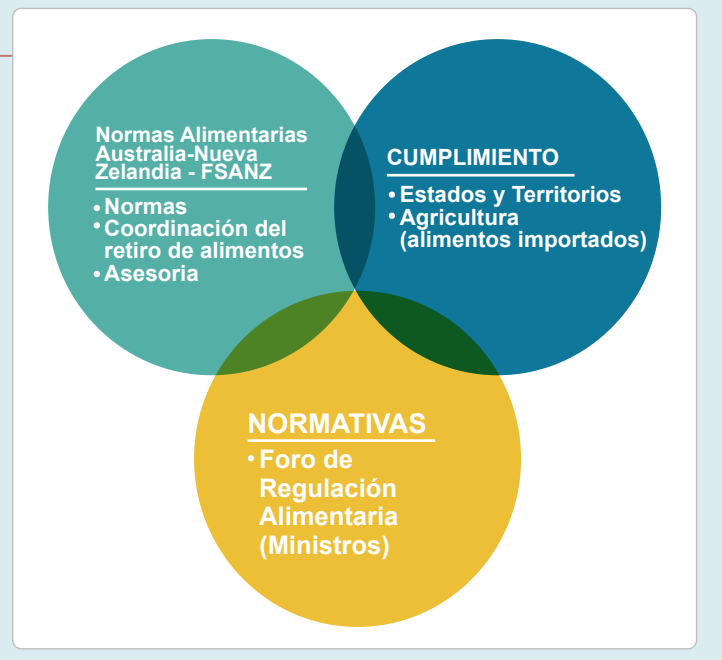 Normas Alimentarias
Australia-Nueva
Zelandia - FSANZ
• Normas
• Coordinación del
retiro de alimentos
• Asesoria
CUMPLIMIENTO
• Estados y Territorios
• Agricultura
(alimentos importados)
NORMATIVAS
• Foro de
Regulación
Alimentaria
(Ministros)